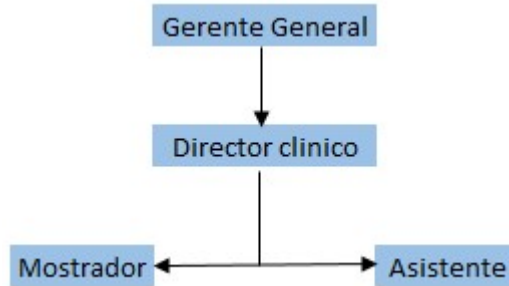 Gerente General
Director clinico
Mostrador
Asistente